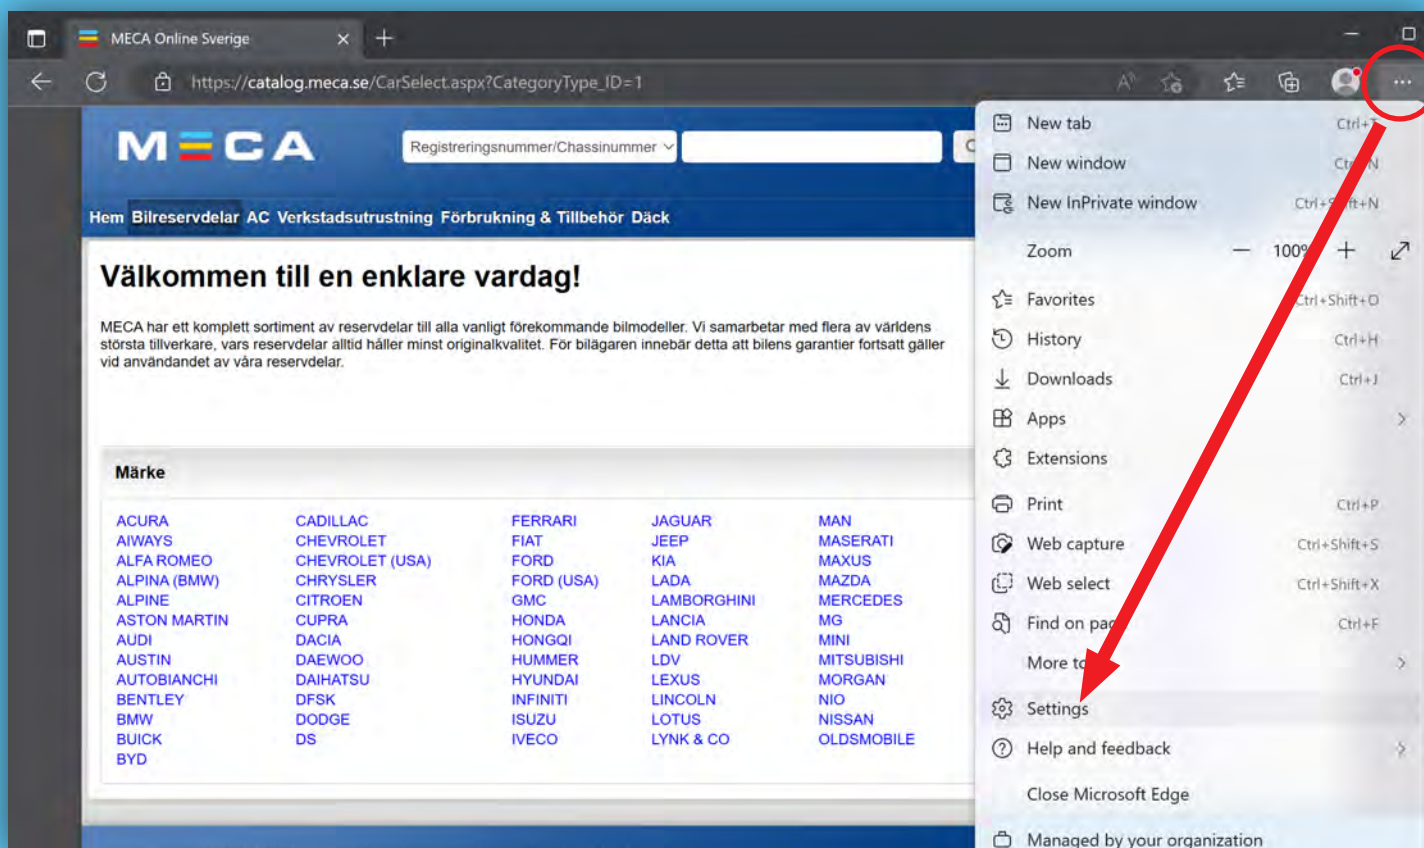 MECA Online Sverige
https://catalog.meca.se/CarSelect.aspx?CategoryType_ID=1
MECA
Registreringsnummer/Chassinummer
Hem Bilreservdelar AC Verkstadsutrustning Förbrukning & Tillbehör Däck
Välkommen till en enklare vardag!
MECA har ett komplett sortiment av reservdelar till alla vanligt förekommande bilmodeller. Vi samarbetar med flera av världens
största tillverkare, vars reservdelar alltid håller minst originalkvalitet. För bilägaren innebär detta att bilens garantier fortsatt gäller
vid användandet av våra reservdelar.
Märke
ACURA CADILLAC FERRARI JAGUAR MAN
AIWAYS CHEVROLET FIAT JEEP MASERATI
ALFA ROMEO CHEVROLET (USA) FORD KIA MAXUS
ALPINA (BMW) CHRYSLER FORD (USA) LADA MAZDA
ALPINE CITROEN GMC LAMBORGHINI MERCEDES
ASTON MARTIN CUPRA HONDA LANCIA MG
AUDI DACIA HONGQI LAND ROVER MINI
AUSTIN DAEWOO HUMMER LDV MITSUBISHI
AUTOBIANCHI DAIHATSU HYUNDAI LEXUS MORGAN
BENTLEY DFSK INFINITI LINCOLN NIO
BMW DODGE ISUZU LOTUS NISSAN
BUICK DS IVECO LYNK & CO OLDSMOBILE
BYD
New tab Ctrl+T
New window
New InPrivate window
Zoom 100%
Favorites Ctrl+Shift+O
History Ctrl+H
Downloads Ctrl+J
Apps
Extensions
Print Ctrl+P
Web capture Ctrl+Shift+S
Web select Ctrl+Shift+X
Find on Ctrl+F
More
Settings
Help and feedback
Close Microsoft Edge
Managed by your organization